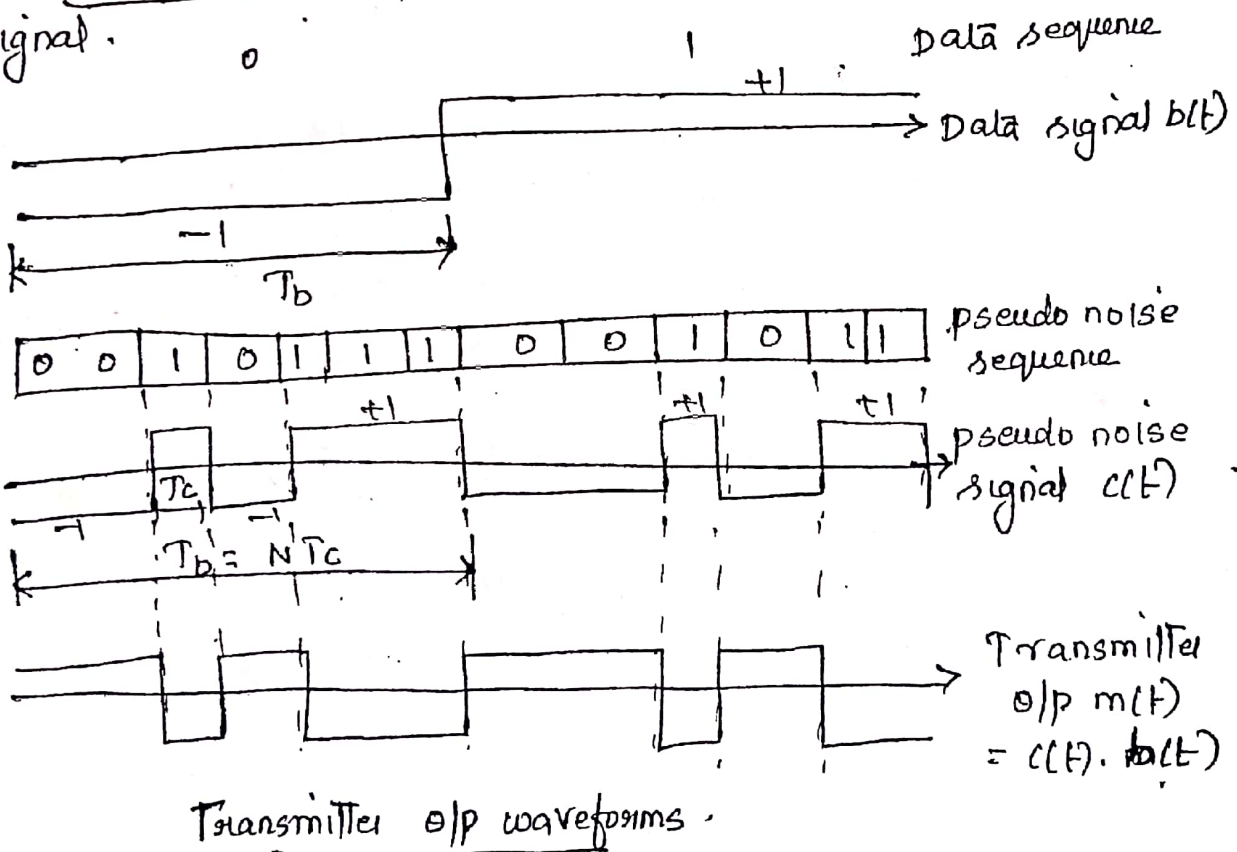 ignal.
0 1 Data sequence
+1
Data signal b(t)
-1
Tb
0 0 1 0 1 1 1 0 0 1 0 1 1 pseudo noise
sequence
+1 +1 +1
pseudo noise
Tc signal c(t)
-1 -1
Tb = N Tc
Transmitter
o/p m(t)
= c(t). b(t)
Transmitter o/p waveforms.